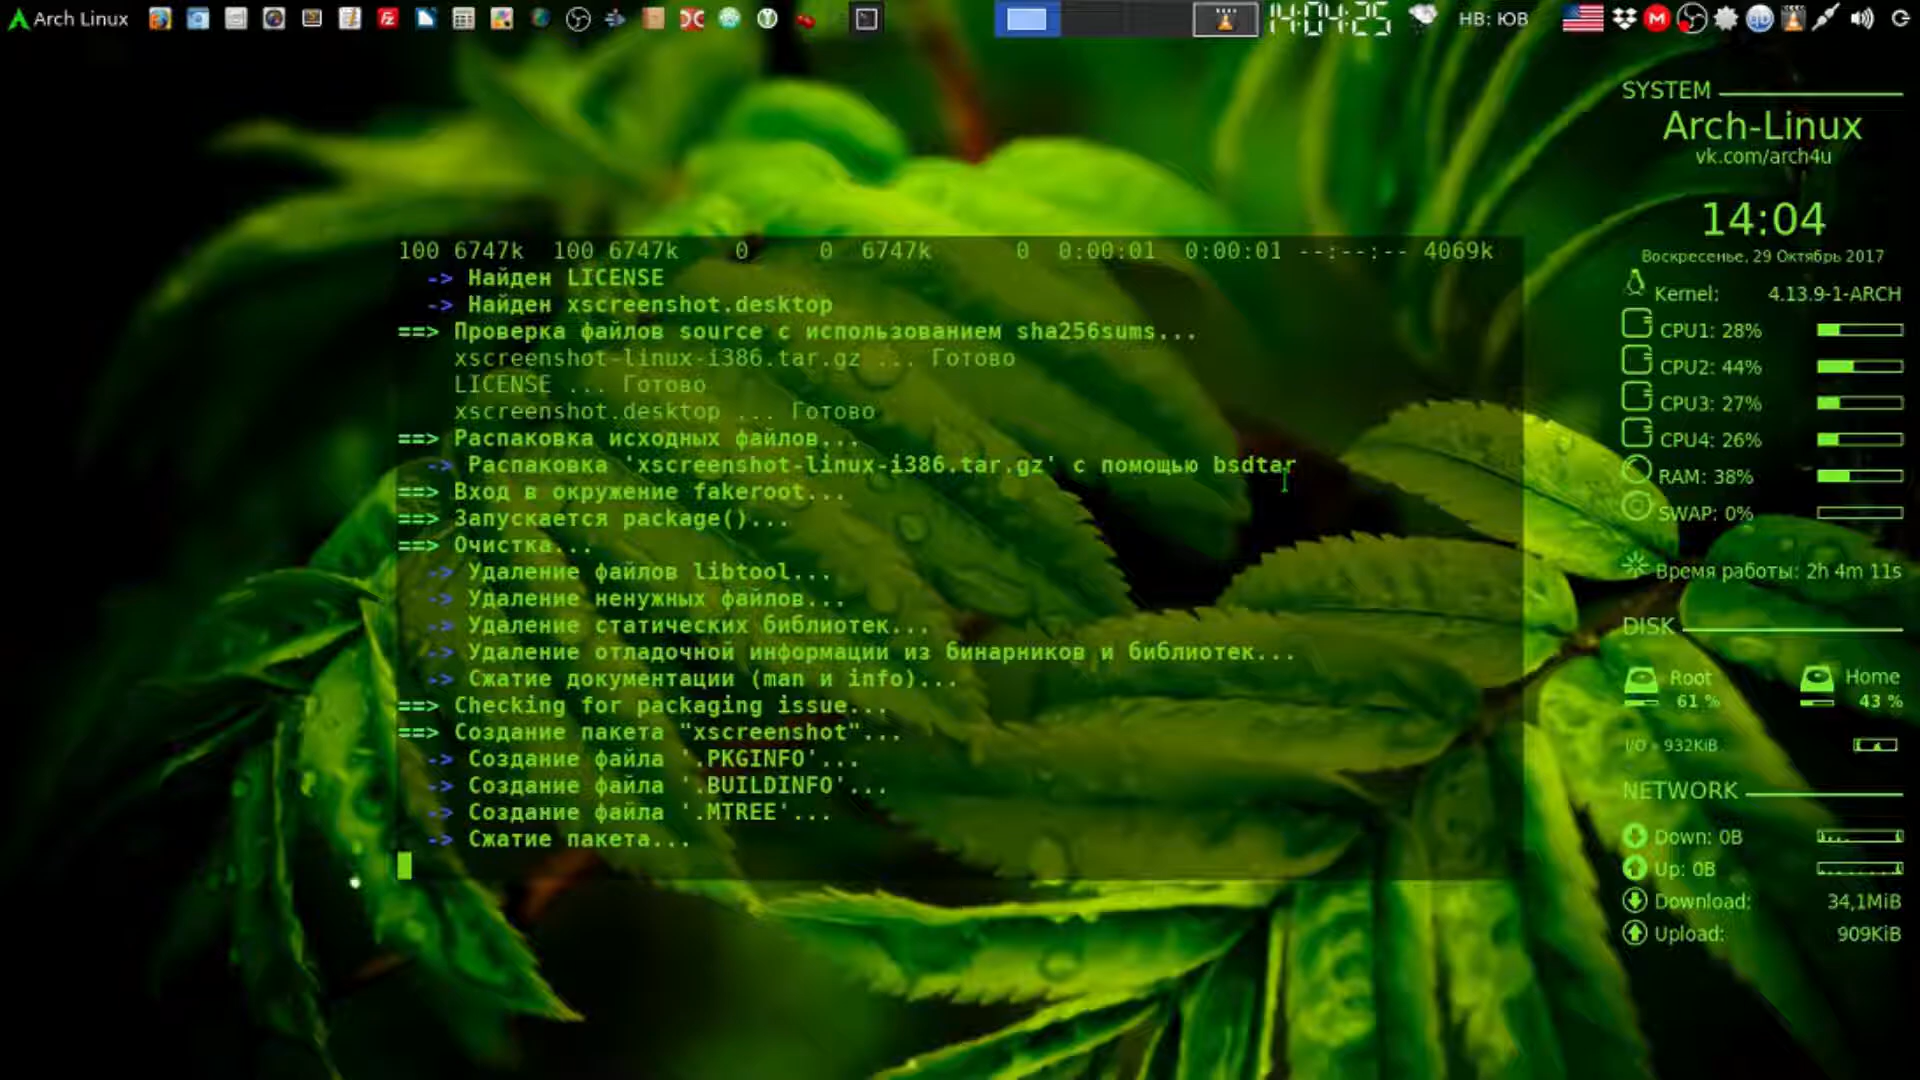 Arch Linux
14:04:25
НВ: ЮВ
100 6747k 100 6747k 0 0 6747k 0 0:00:01 0:00:01 --:--:-- 4069k
-> Найден LICENSE
-> Найден xscreenshot.desktop
==> Проверка файлов source с использованием sha256sums...
xscreenshot-linux-i386.tar.gz ... Готово
LICENSE ... Готово
xscreenshot.desktop ... Готово
==> Распаковка исходных файлов...
-> Распаковка 'xscreenshot-linux-i386.tar.gz' с помощью bsdtar
==> Вход в окружение fakeroot...
==> Запускается package()...
==> Очистка...
-> Удаление файлов libtool...
-> Удаление ненужных файлов...
-> Удаление статических библиотек...
-> Удаление отладочной информации из бинарников и библиотек...
-> Сжатие документации (man и info)...
==> Checking for packaging issue...
==> Создание пакета "xscreenshot"...
-> Создание файла '.PKGINFO'...
-> Создание файла '.BUILDINFO'...
-> Создание файла '.MTREE'...
-> Сжатие пакета...
SYSTEM
Arch-Linux
vk.com/arch4u
14:04
Воскресенье, 29 Октябрь 2017
Kernel: 4.13.9-1-ARCH
CPU1: 28%
CPU2: 44%
CPU3: 27%
CPU4: 26%
RAM: 38%
SWAP: 0%
Время работы: 2h 4m 11s
DISK
Root Home
61 % 43 %
I/O - 932KiB
NETWORK
Down: 0B
Up: 0B
Download: 34,1MiB
Upload: 909KiB